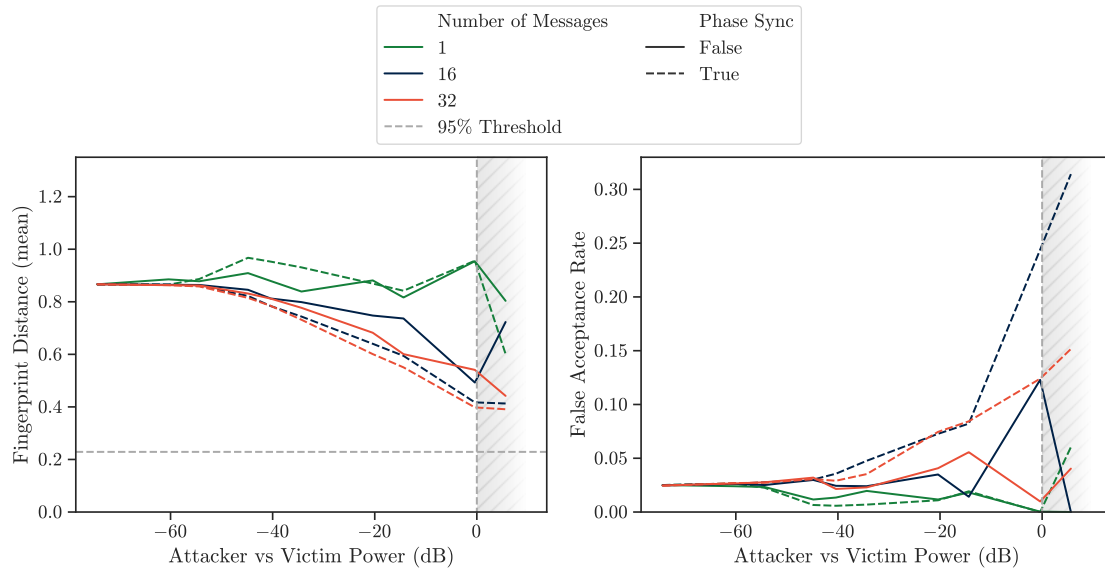 Number of Messages
1
16
32
95% Threshold
Phase Sync
False
True
Fingerprint Distance (mean)
1.2
1.0
0.8
0.6
0.4
0.2
0.0
−60
−40
−20
0
Attacker vs Victim Power (dB)
False Acceptance Rate
0.30
0.25
0.20
0.15
0.10
0.05
0.00
−60
−40
−20
0
Attacker vs Victim Power (dB)